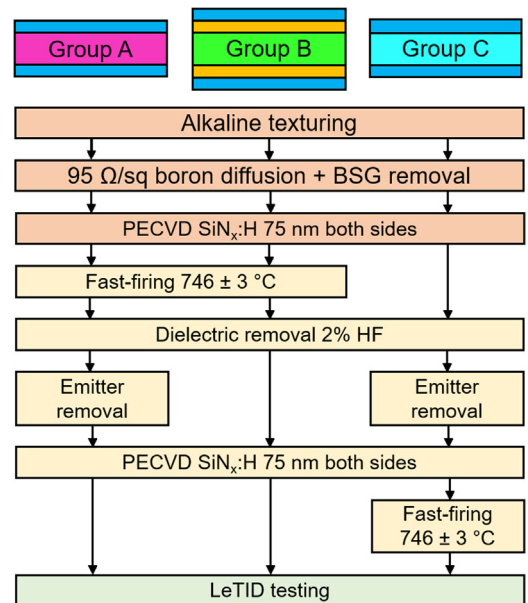 Group A
Group B
Group C
Alkaline texturing
95 Ω/sq boron diffusion + BSG removal
PECVD SiNₓ:H 75 nm both sides
Fast-firing 746 ± 3 °C
Dielectric removal 2% HF
Emitter
removal
Emitter
removal
PECVD SiNₓ:H 75 nm both sides
Fast-firing
746 ± 3 °C
LeTID testing